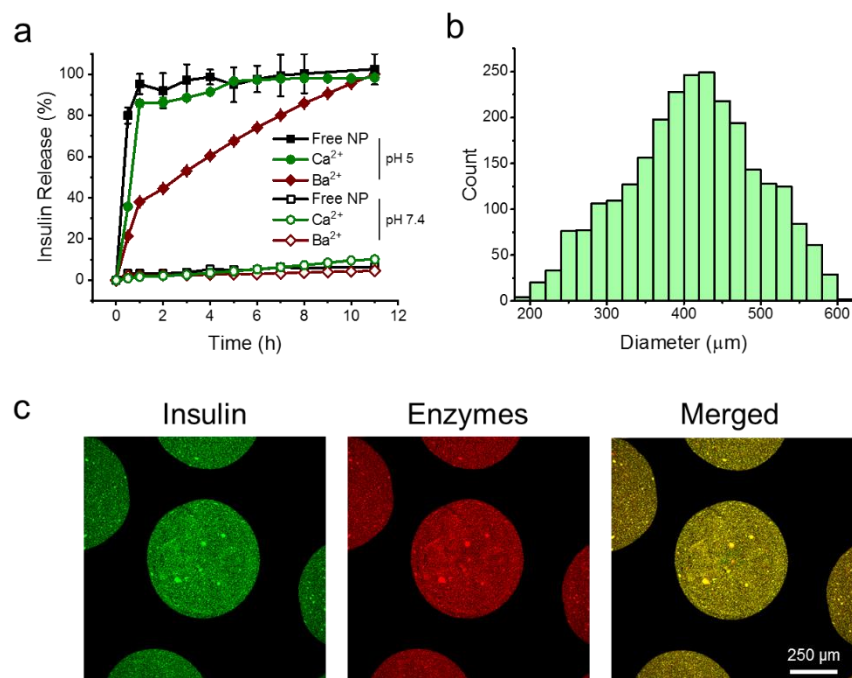 a
Insulin Release (%)
100
80
60
40
20
0
0 2 4 6 8 10 12
Time (h)
Free NP
Ca²⁺
Ba²⁺
pH 5
Free NP
Ca²⁺
Ba²⁺
pH 7.4
b
Count
250
200
150
100
50
0
200 300 400 500 600
Diameter (μm)
c
Insulin Enzymes Merged
250 µm